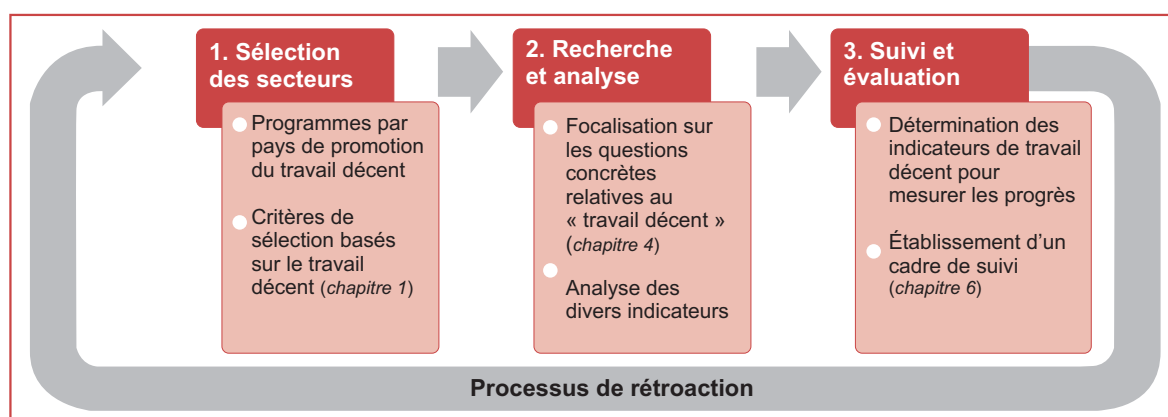 1. Sélection
des secteurs
Programmes par
pays de promotion
du travail décent
Critères de
sélection basés
sur le travail
décent (chapitre 1)
2. Recherche
et analyse
Focalisation sur
les questions
concrètes
relatives au
« travail décent »
(chapitre 4)
Analyse des
divers indicateurs
3. Suivi et
évaluation
Détermination des
indicateurs de travail
décent pour
mesurer les progrès
Établissement d’un
cadre de suivi
(chapitre 6)
Processus de rétroaction